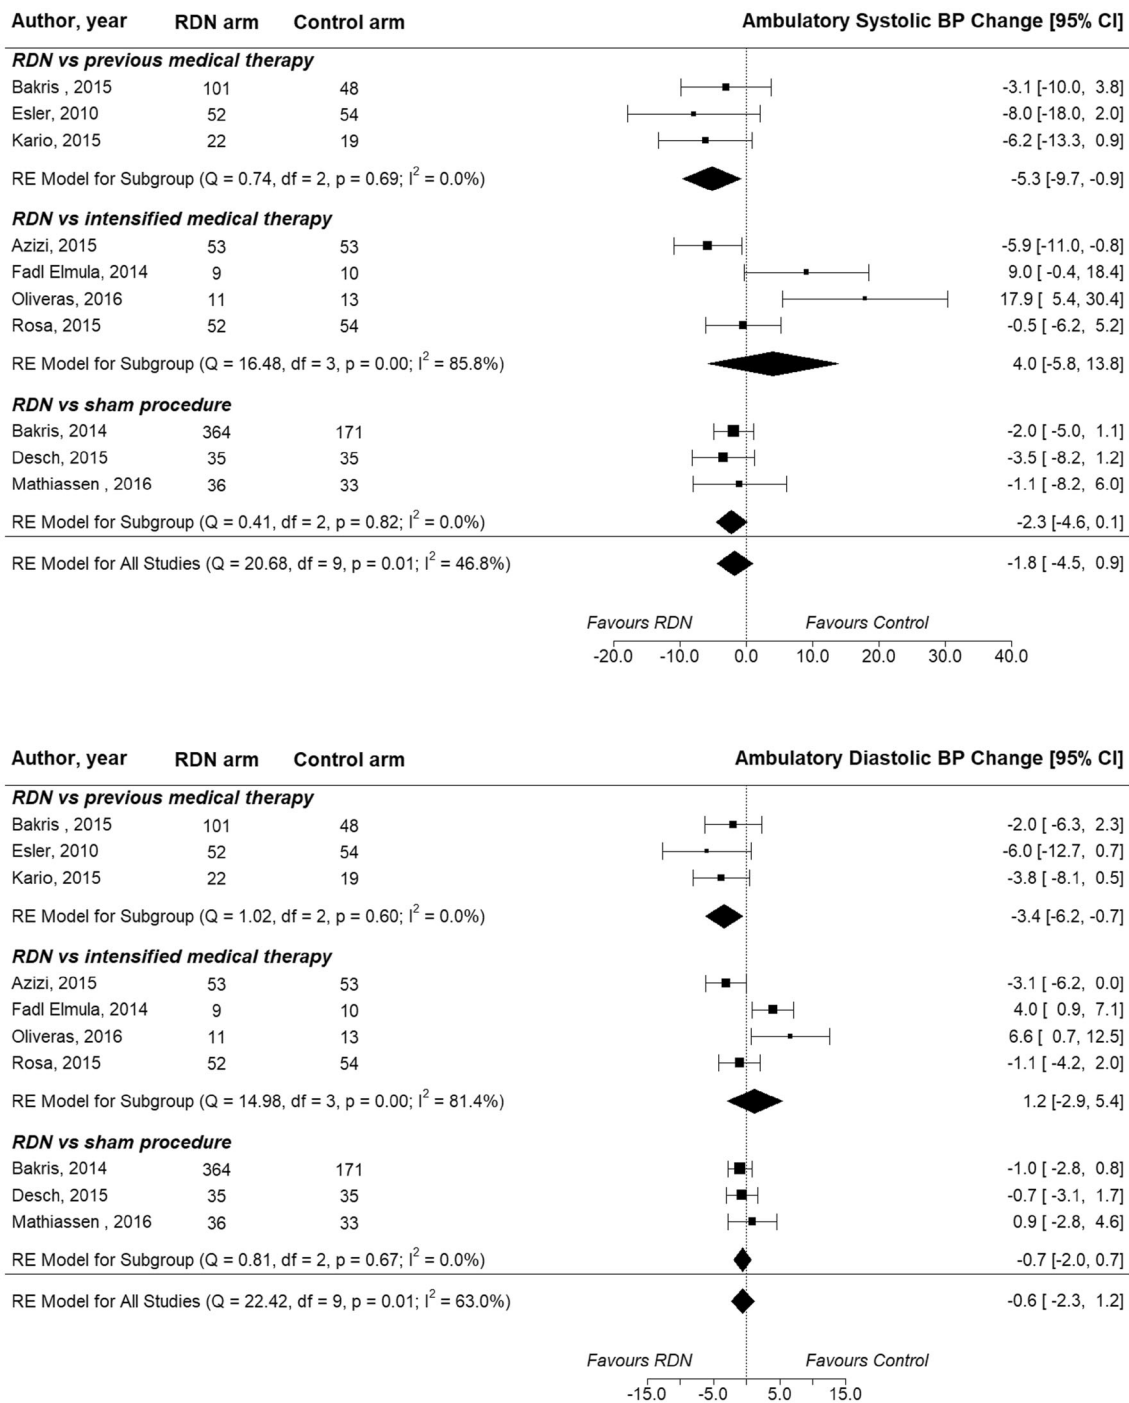 Author, year RDN arm Control arm Ambulatory Systolic BP Change [95% CI]
RDN vs previous medical therapy
Bakris , 2015 101 48 -3.1 [-10.0, 3.8]
Esler, 2010 52 54 -8.0 [-18.0, 2.0]
Kario, 2015 22 19 -6.2 [-13.3, 0.9]
RE Model for Subgroup (Q = 0.74, df = 2, p = 0.69; I² = 0.0%) -5.3 [-9.7, -0.9]
RDN vs intensified medical therapy
Azizi, 2015 53 53 -5.9 [-11.0, -0.8]
Fadl Elmula, 2014 9 10 9.0 [ -0.4, 18.4]
Oliveras, 2016 11 13 17.9 [ 5.4, 30.4]
Rosa, 2015 52 54 -0.5 [ -6.2, 5.2]
RE Model for Subgroup (Q = 16.48, df = 3, p = 0.00; I² = 85.8%) 4.0 [-5.8, 13.8]
RDN vs sham procedure
Bakris, 2014 364 171 -2.0 [ -5.0, 1.1]
Desch, 2015 35 35 -3.5 [ -8.2, 1.2]
Mathiassen , 2016 36 33 -1.1 [ -8.2, 6.0]
RE Model for Subgroup (Q = 0.41, df = 2, p = 0.82; I² = 0.0%) -2.3 [ -4.6, 0.1]
RE Model for All Studies (Q = 20.68, df = 9, p = 0.01; I² = 46.8%) -1.8 [ -4.5, 0.9]
Favours RDN Favours Control
-20.0 -10.0 0.0 10.0 20.0 30.0 40.0
Author, year RDN arm Control arm Ambulatory Diastolic BP Change [95% CI]
RDN vs previous medical therapy
Bakris , 2015 101 48 -2.0 [ -6.3, 2.3]
Esler, 2010 52 54 -6.0 [-12.7, 0.7]
Kario, 2015 22 19 -3.8 [ -8.1, 0.5]
RE Model for Subgroup (Q = 1.02, df = 2, p = 0.60; I² = 0.0%) -3.4 [-6.2, -0.7]
RDN vs intensified medical therapy
Azizi, 2015 53 53 -3.1 [ -6.2, 0.0]
Fadl Elmula, 2014 9 10 4.0 [ 0.9, 7.1]
Oliveras, 2016 11 13 6.6 [ 0.7, 12.5]
Rosa, 2015 52 54 -1.1 [ -4.2, 2.0]
RE Model for Subgroup (Q = 14.98, df = 3, p = 0.00; I² = 81.4%) 1.2 [-2.9, 5.4]
RDN vs sham procedure
Bakris, 2014 364 171 -1.0 [ -2.8, 0.8]
Desch, 2015 35 35 -0.7 [ -3.1, 1.7]
Mathiassen , 2016 36 33 0.9 [ -2.8, 4.6]
RE Model for Subgroup (Q = 0.81, df = 2, p = 0.67; I² = 0.0%) -0.7 [-2.0, 0.7]
RE Model for All Studies (Q = 22.42, df = 9, p = 0.01; I² = 63.0%) -0.6 [ -2.3, 1.2]
Favours RDN Favours Control
-15.0 -5.0 5.0 15.0